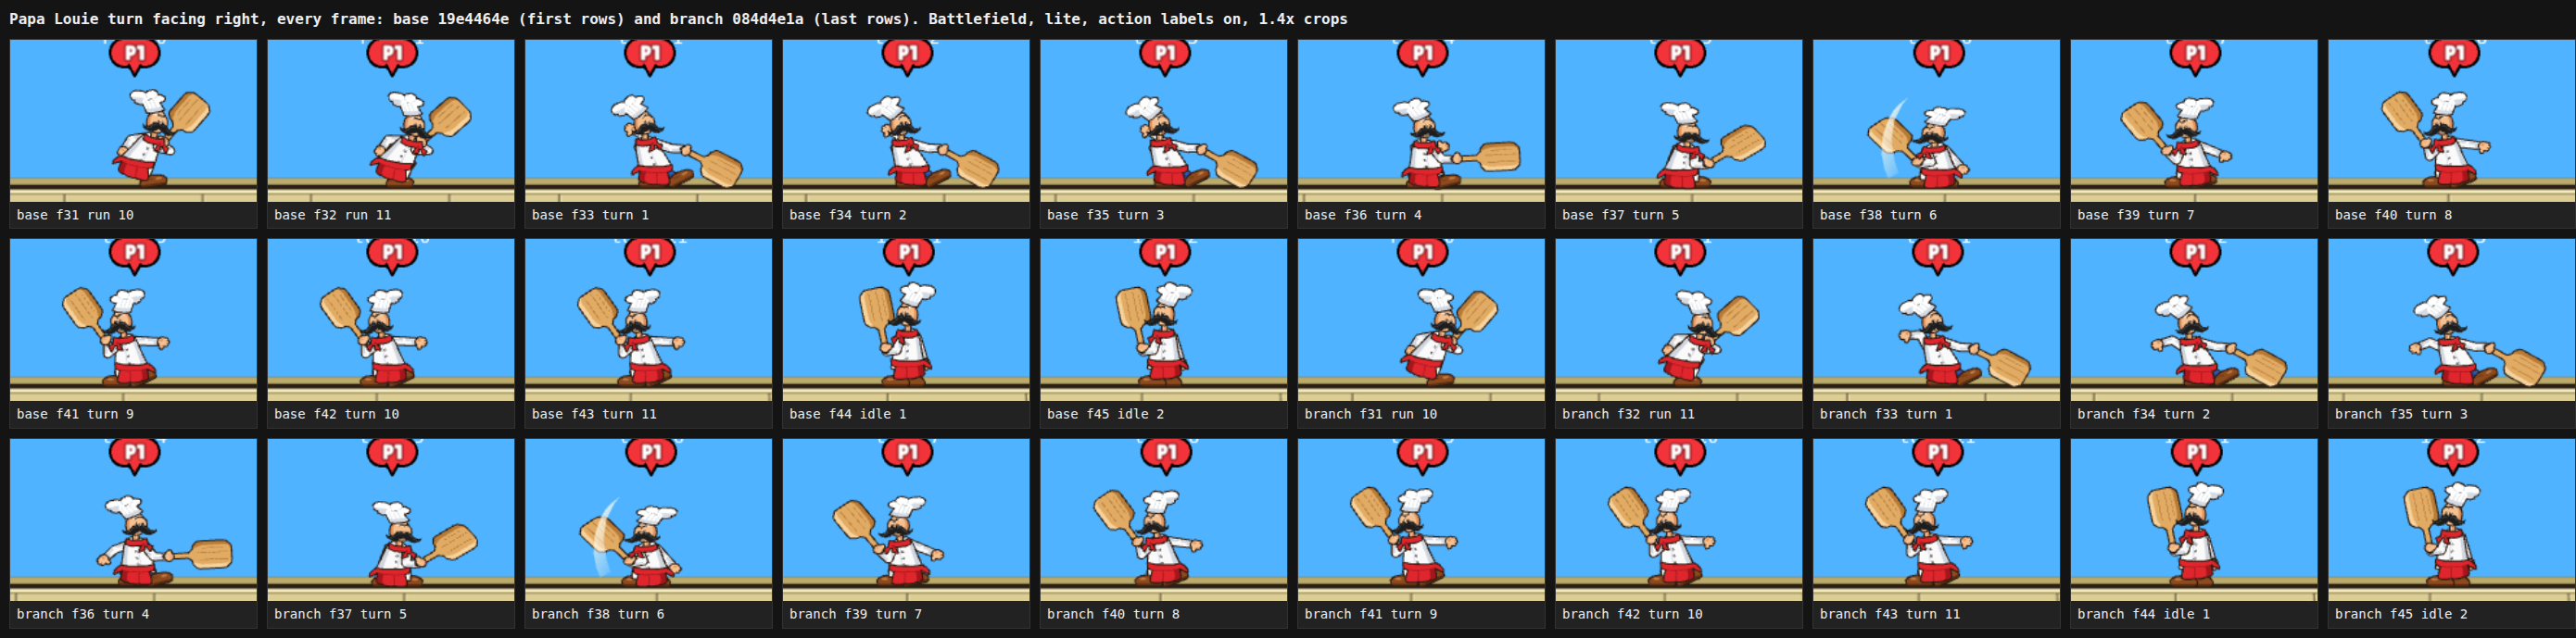 Papa Louie turn facing right, every frame: base 19e4464e (first rows) and branch 084d4e1a (last rows). Battlefield, lite, action labels on, 1.4x crops
P1 P1 P1 P1 P1 P1 P1 P1 P1 P1
base f31 run 10 base f32 run 11 base f33 turn 1 base f34 turn 2 base f35 turn 3 base f36 turn 4 base f37 turn 5 base f38 turn 6 base f39 turn 7 base f40 turn 8
P1 P1 P1 P1 P1 P1 P1 P1 P1 P1
base f41 turn 9 base f42 turn 10 base f43 turn 11 base f44 idle 1 base f45 idle 2 branch f31 run 10 branch f32 run 11 branch f33 turn 1 branch f34 turn 2 branch f35 turn 3
P1 P1 P1 P1 P1 P1 P1 P1 P1 P1
branch f36 turn 4 branch f37 turn 5 branch f38 turn 6 branch f39 turn 7 branch f40 turn 8 branch f41 turn 9 branch f42 turn 10 branch f43 turn 11 branch f44 idle 1 branch f45 idle 2